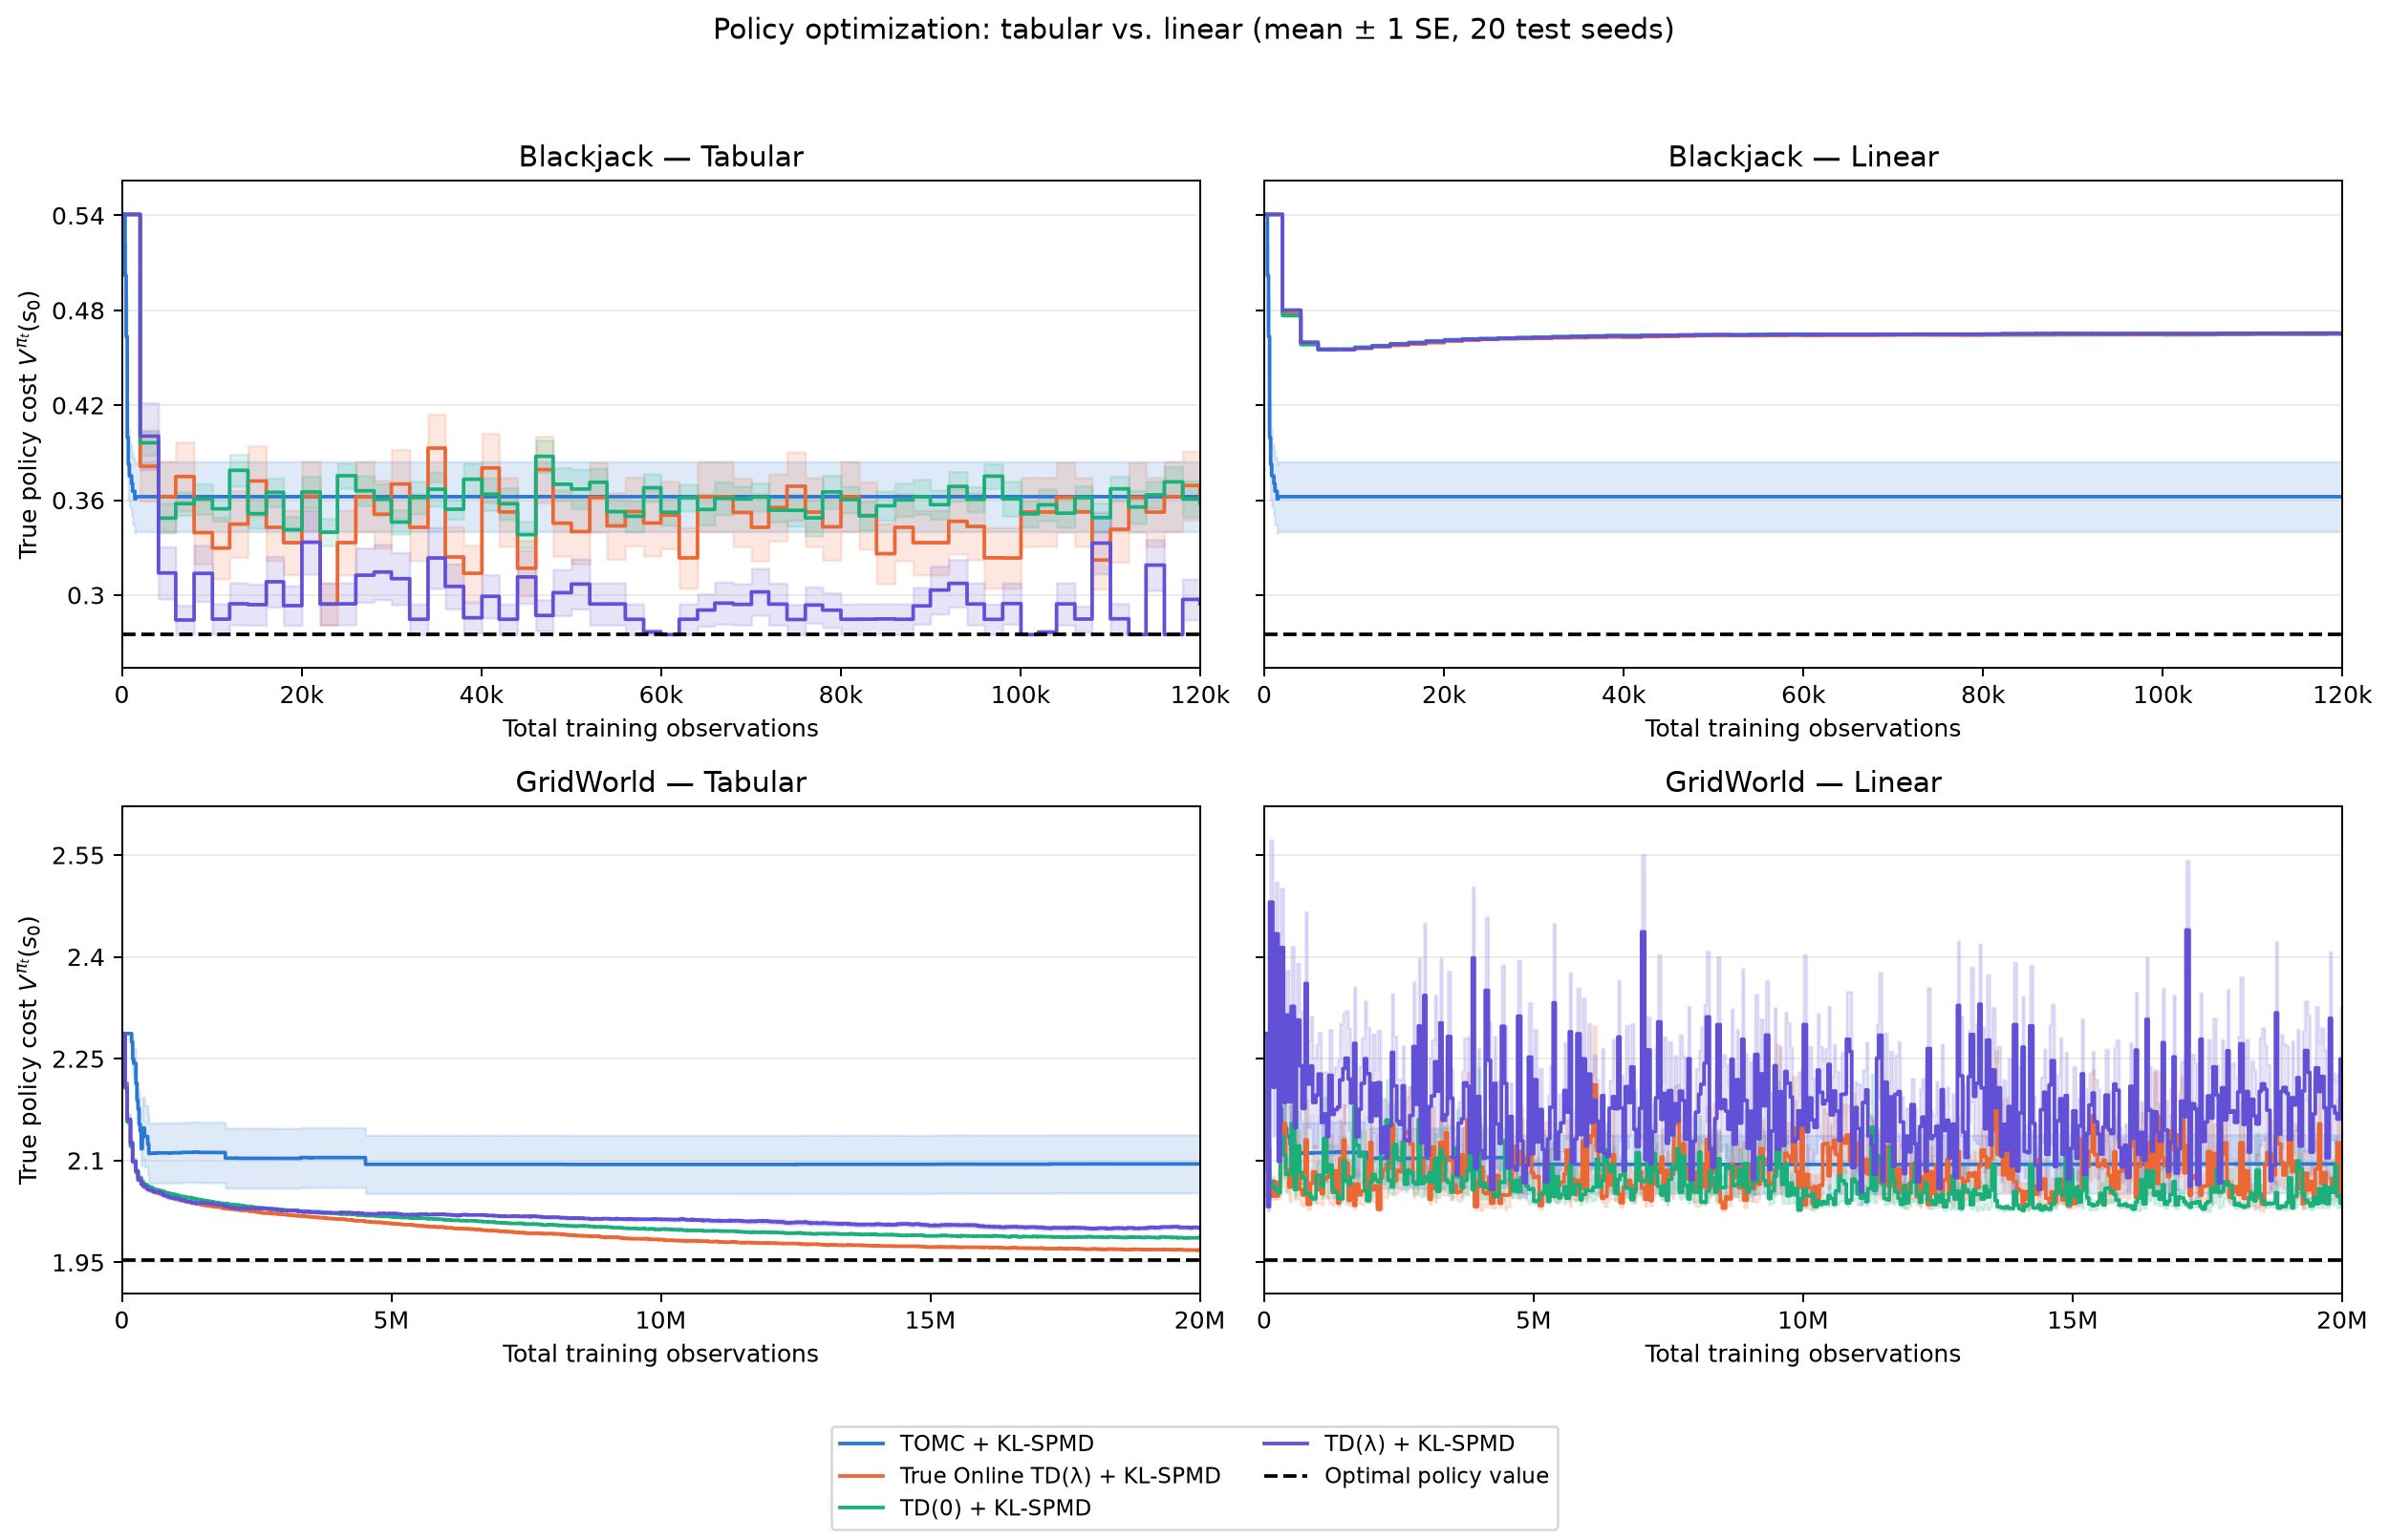 Policy optimization: tabular vs. linear (mean ± 1 SE, 20 test seeds)
Blackjack — Tabular
Blackjack — Linear
True policy cost V^{π_t}(s_0)
0.54
0.48
0.42
0.36
0.3
0 20k 40k 60k 80k 100k 120k
0 20k 40k 60k 80k 100k 120k
Total training observations
Total training observations
GridWorld — Tabular
GridWorld — Linear
True policy cost V^{π_t}(s_0)
2.55
2.4
2.25
2.1
1.95
0 5M 10M 15M 20M
0 5M 10M 15M 20M
Total training observations
Total training observations
TOMC + KL-SPMD
True Online TD(λ) + KL-SPMD
TD(0) + KL-SPMD
TD(λ) + KL-SPMD
Optimal policy value